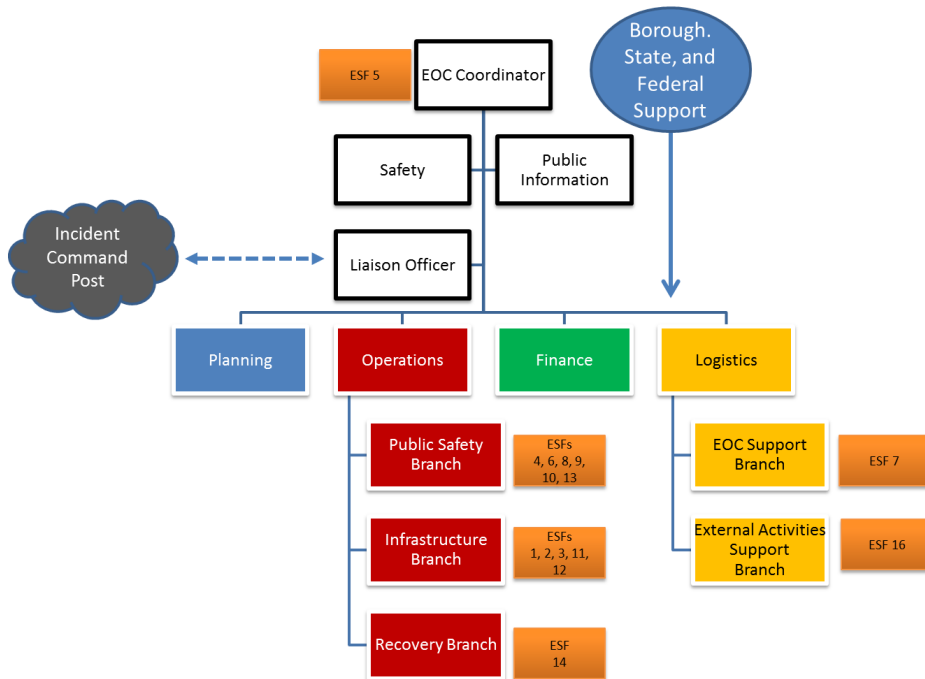 ESF 5
EOC Coordinator
Borough.
State, and
Federal
Support
Safety
Public
Information
Incident
Command
Post
Liaison Officer
Planning
Operations
Finance
Logistics
Public Safety
Branch
ESFs
4, 6, 8, 9,
10, 13
EOC Support
Branch
ESF 7
Infrastructure
Branch
ESFs
1, 2, 3, 11,
12
External Activities
Support
Branch
ESF 16
Recovery Branch
ESF
14